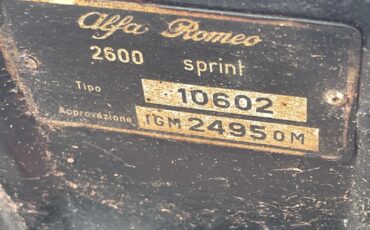 Alfa Romeo
2600 sprint
Tipo 10602
Approvazione IGM 2495 OM